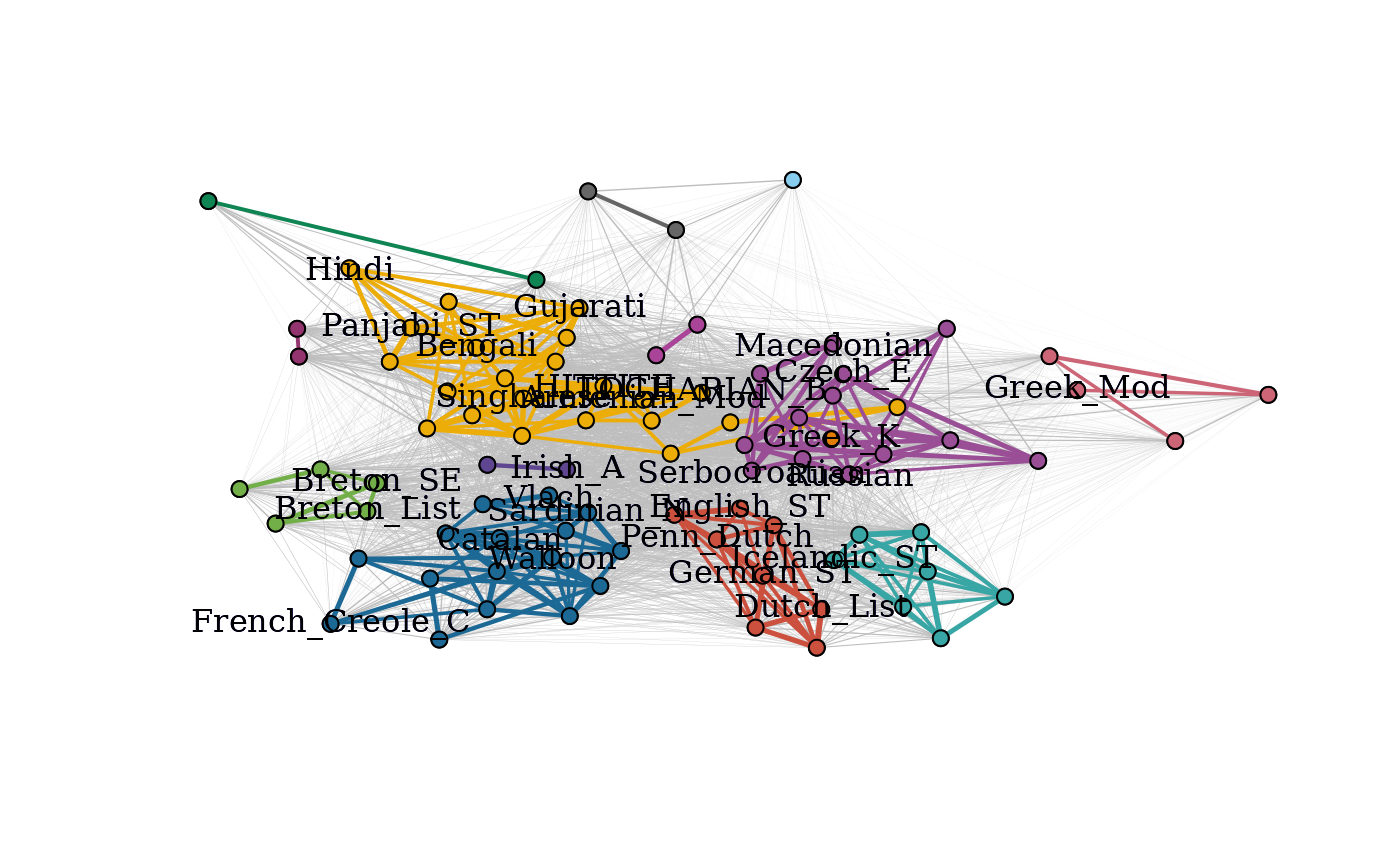 Hindi
Gujarati
Panjabi_ST
Bengali
Macedonian
Czech_E
HITTITE
TOCHARIAN_B
Singhalese
Armenian_Mod
Greek_Mod
Greek_K
Serbocroatian
Russian
Irish_A
Breton_SE
Breton_List
Vlach
Sardinian_N
English_ST
Catalan
Penn_Dutch
Walloon
Icelandic_ST
German_ST
Dutch_List
French_Creole_C